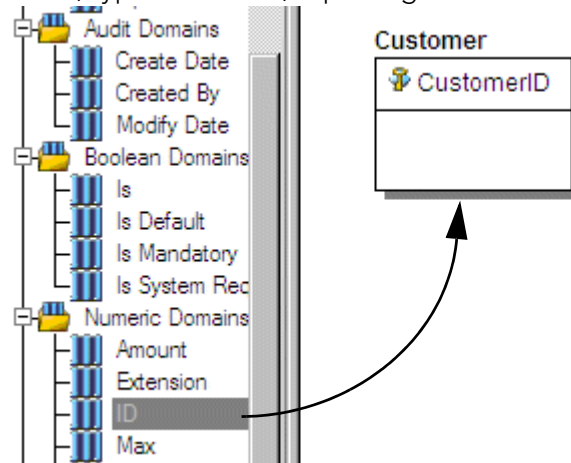 Audit Domains
Create Date
Created By
Modify Date
Boolean Domains
Is
Is Default
Is Mandatory
Is System Rec
Numeric Domains
Amount
Extension
ID
Max
Customer
CustomerID